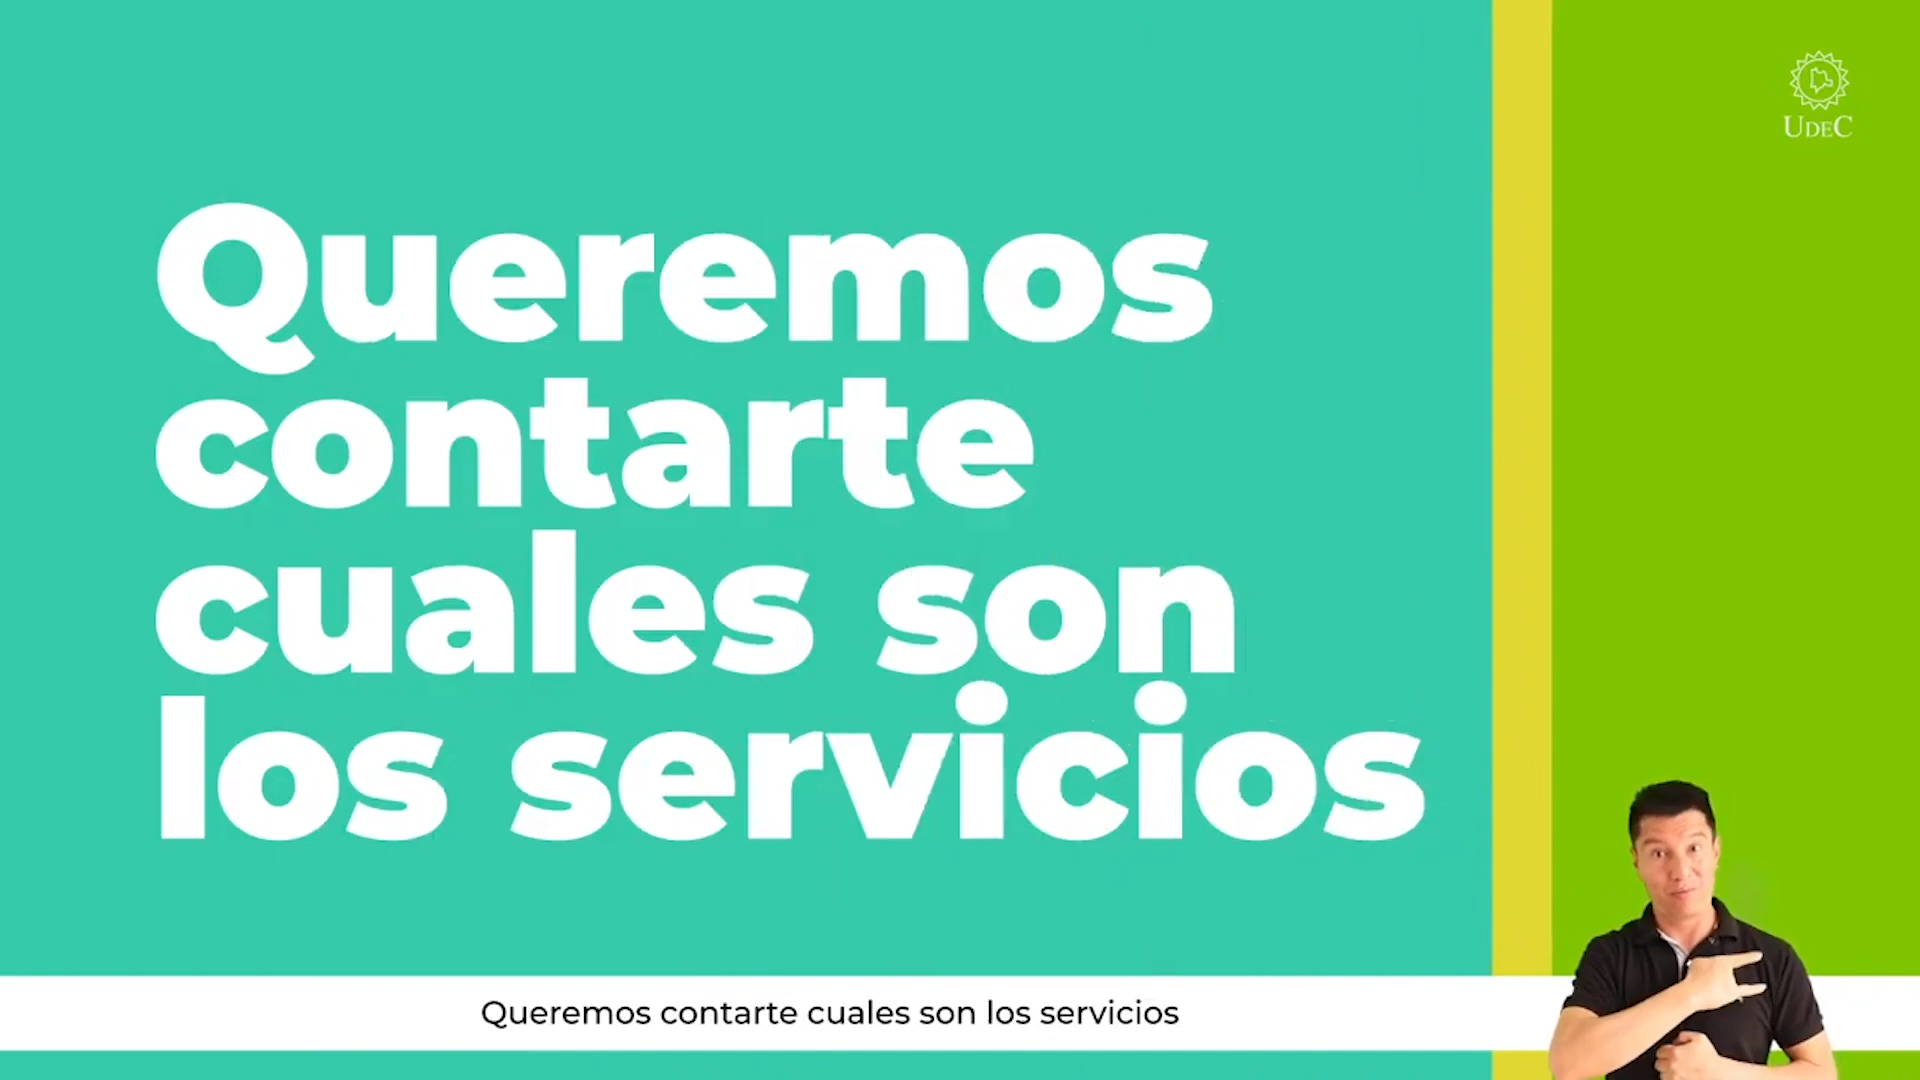 UDEC
Queremos
contarte
cuales son
los servicios
Queremos contarte cuales son los servicios